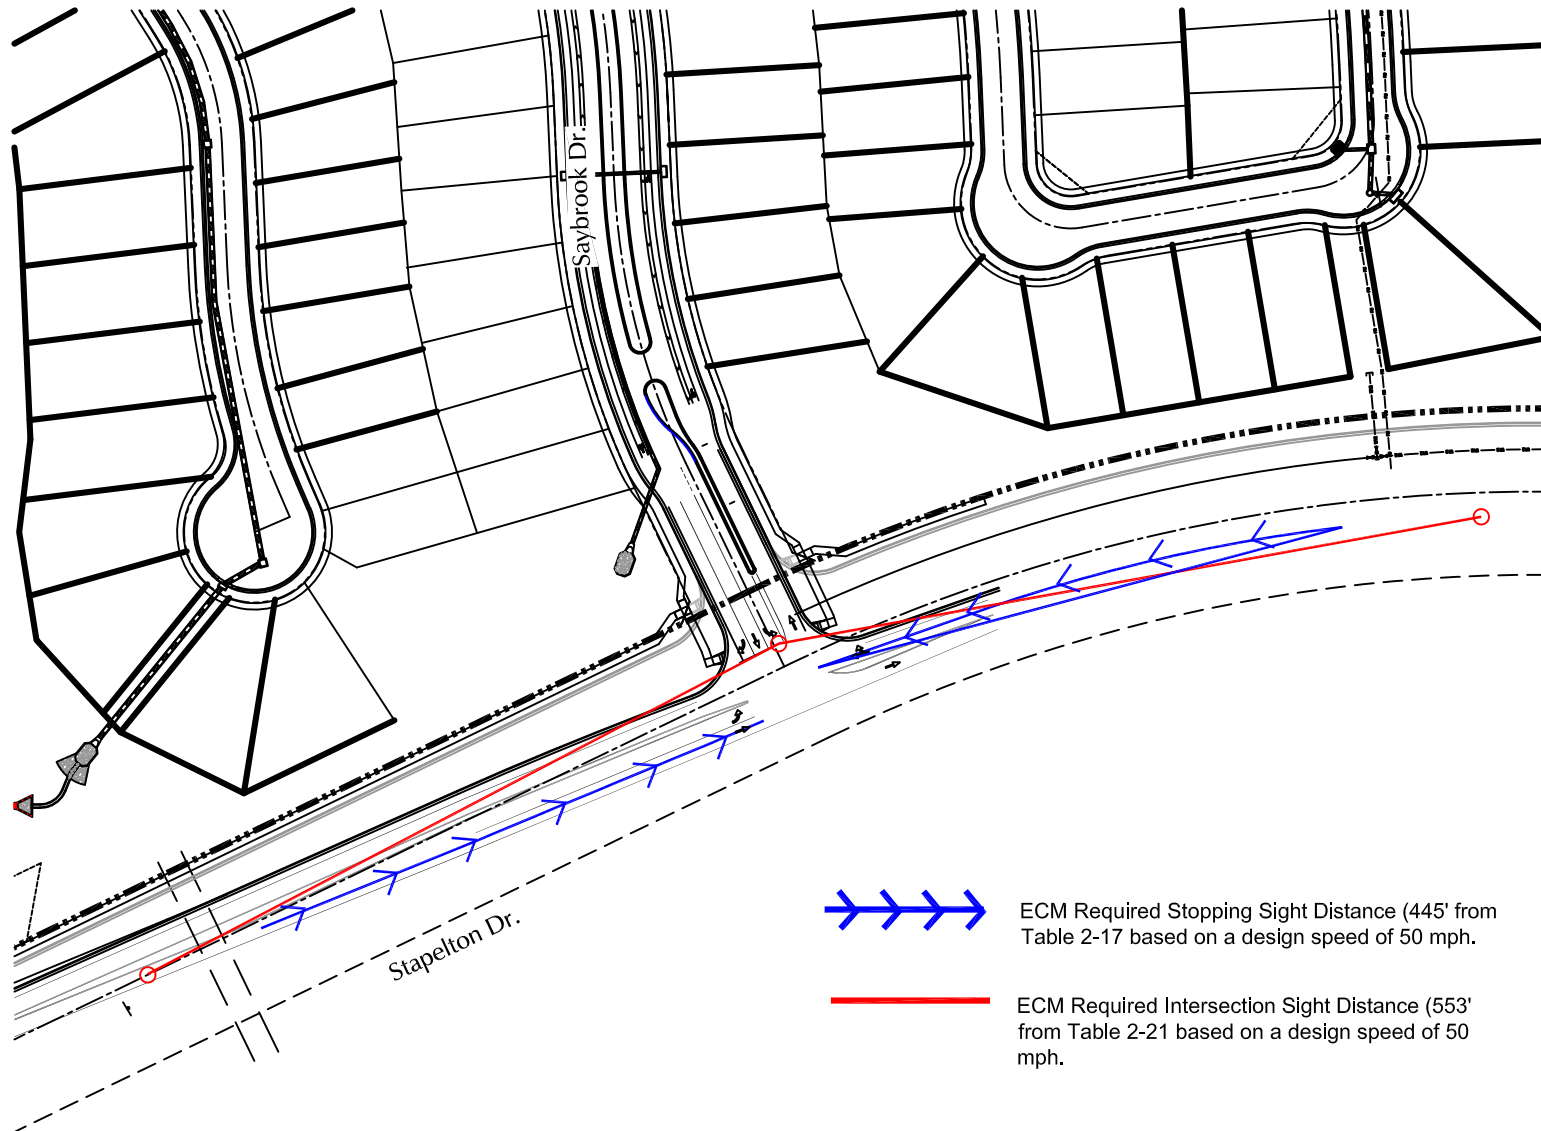 Saybrook Dr.
Stapelton Dr.
ECM Required Stopping Sight Distance (445' from
Table 2-17 based on a design speed of 50 mph.
ECM Required Intersection Sight Distance (553'
from Table 2-21 based on a design speed of 50
mph.